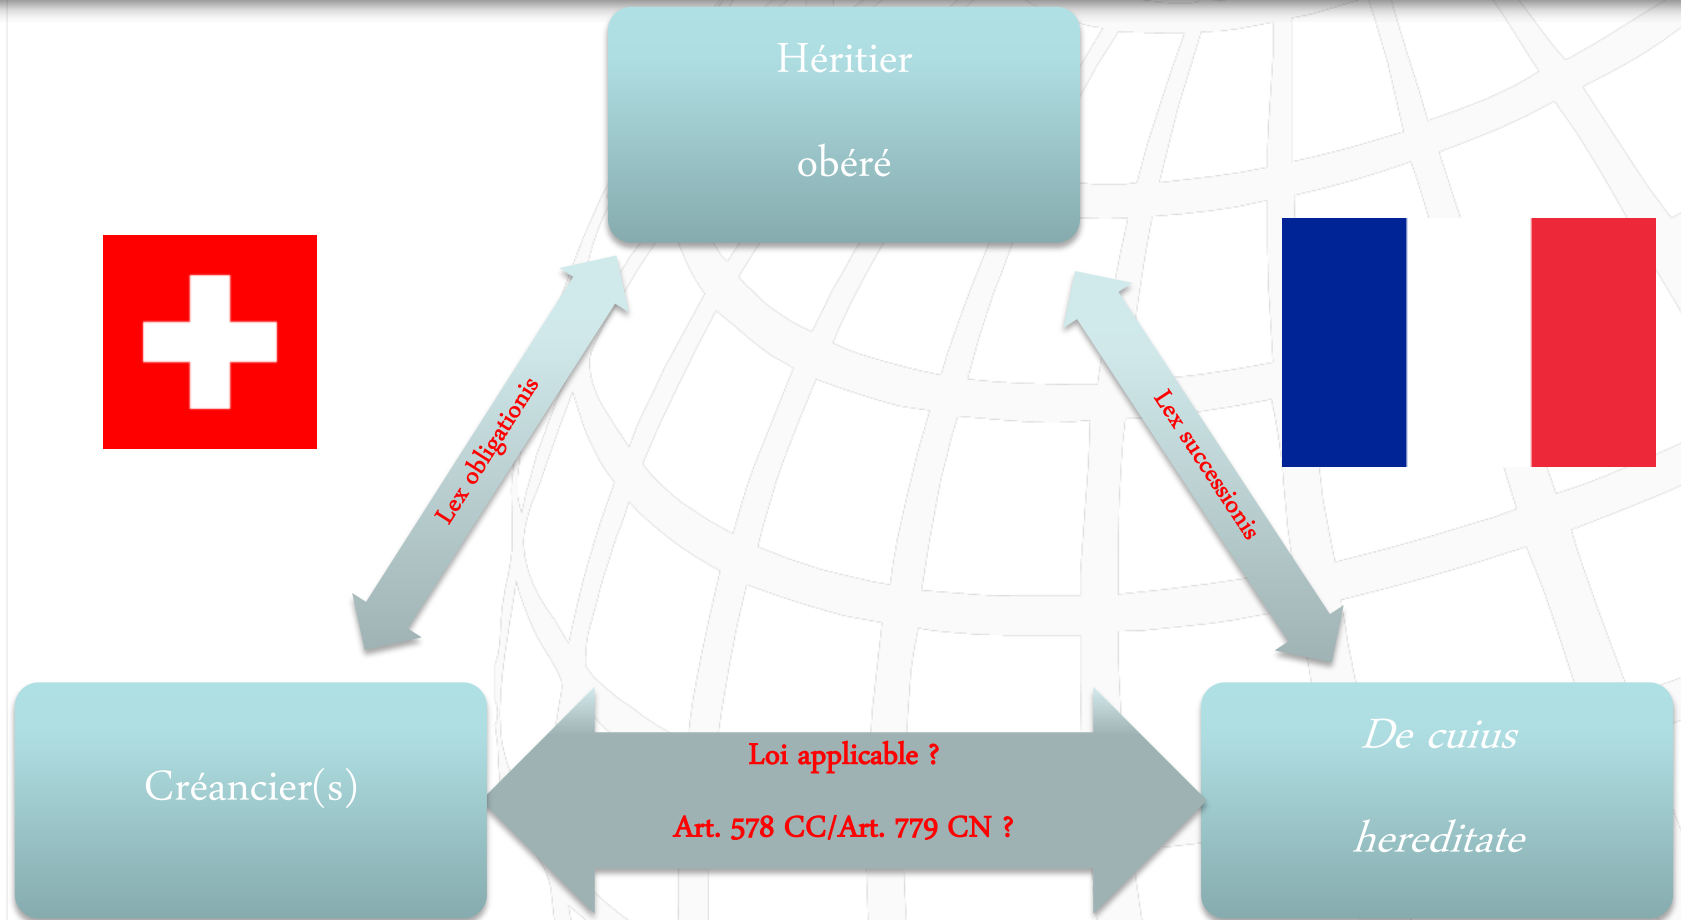 Héritier
obéré
Lex obligationis
Lex successionis
Créancier(s)
Loi applicable ?
Art. 578 CC/Art. 779 CN ?
De cuius
hereditate